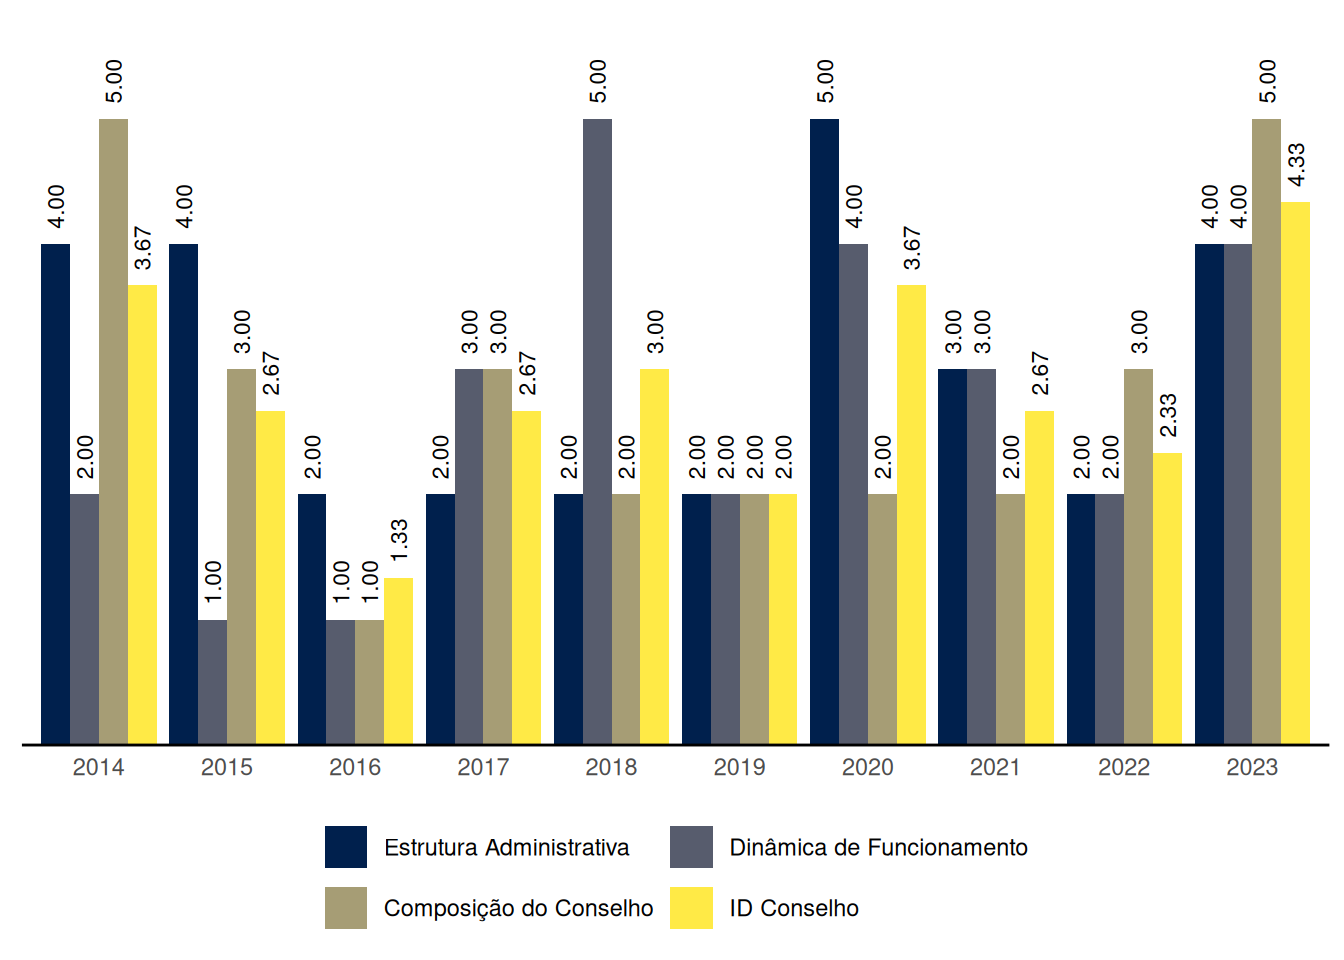 4.00 2.00 5.00 3.67
4.00 1.00 3.00 2.67
2.00 1.00 1.00 1.33
2.00 3.00 3.00 2.67
2.00 5.00 2.00 3.00
2.00 2.00 2.00 2.00
5.00 4.00 2.00 3.67
3.00 3.00 2.00 2.67
2.00 2.00 3.00 2.33
4.00 4.00 5.00 4.33
2014 2015 2016 2017 2018 2019 2020 2021 2022 2023
Estrutura Administrativa Dinâmica de Funcionamento
Composição do Conselho ID Conselho